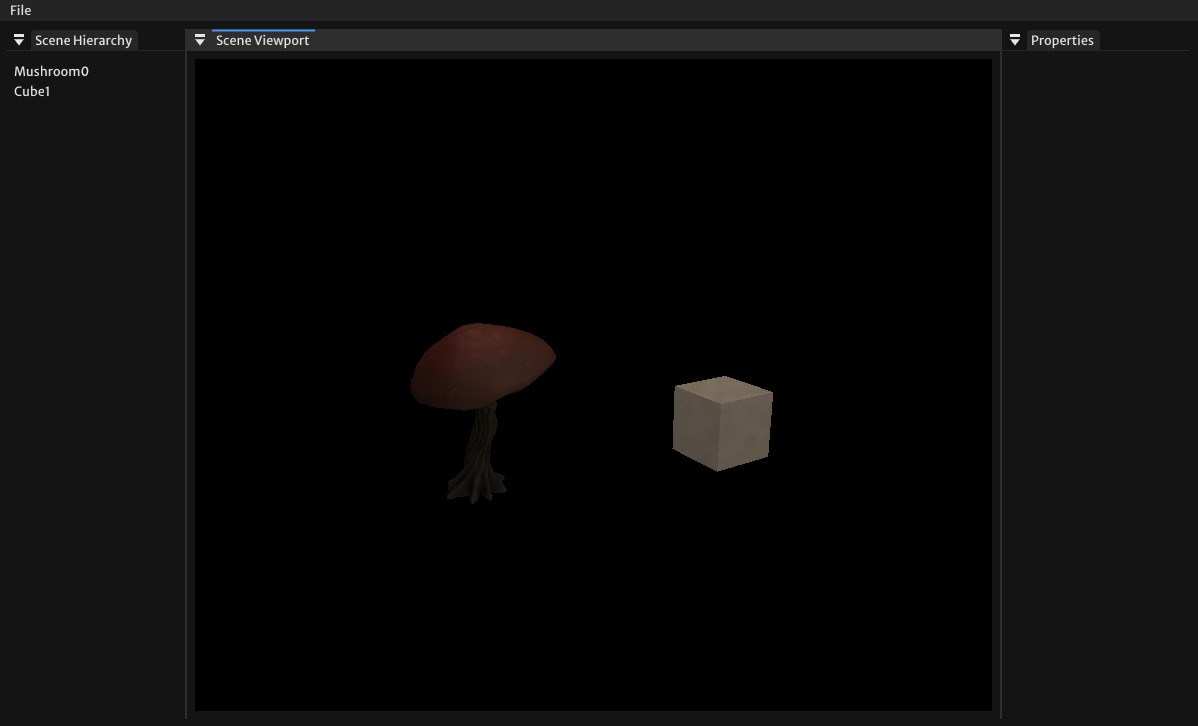 File
Scene Hierarchy
Mushroom0
Cube1
Scene Viewport
Properties